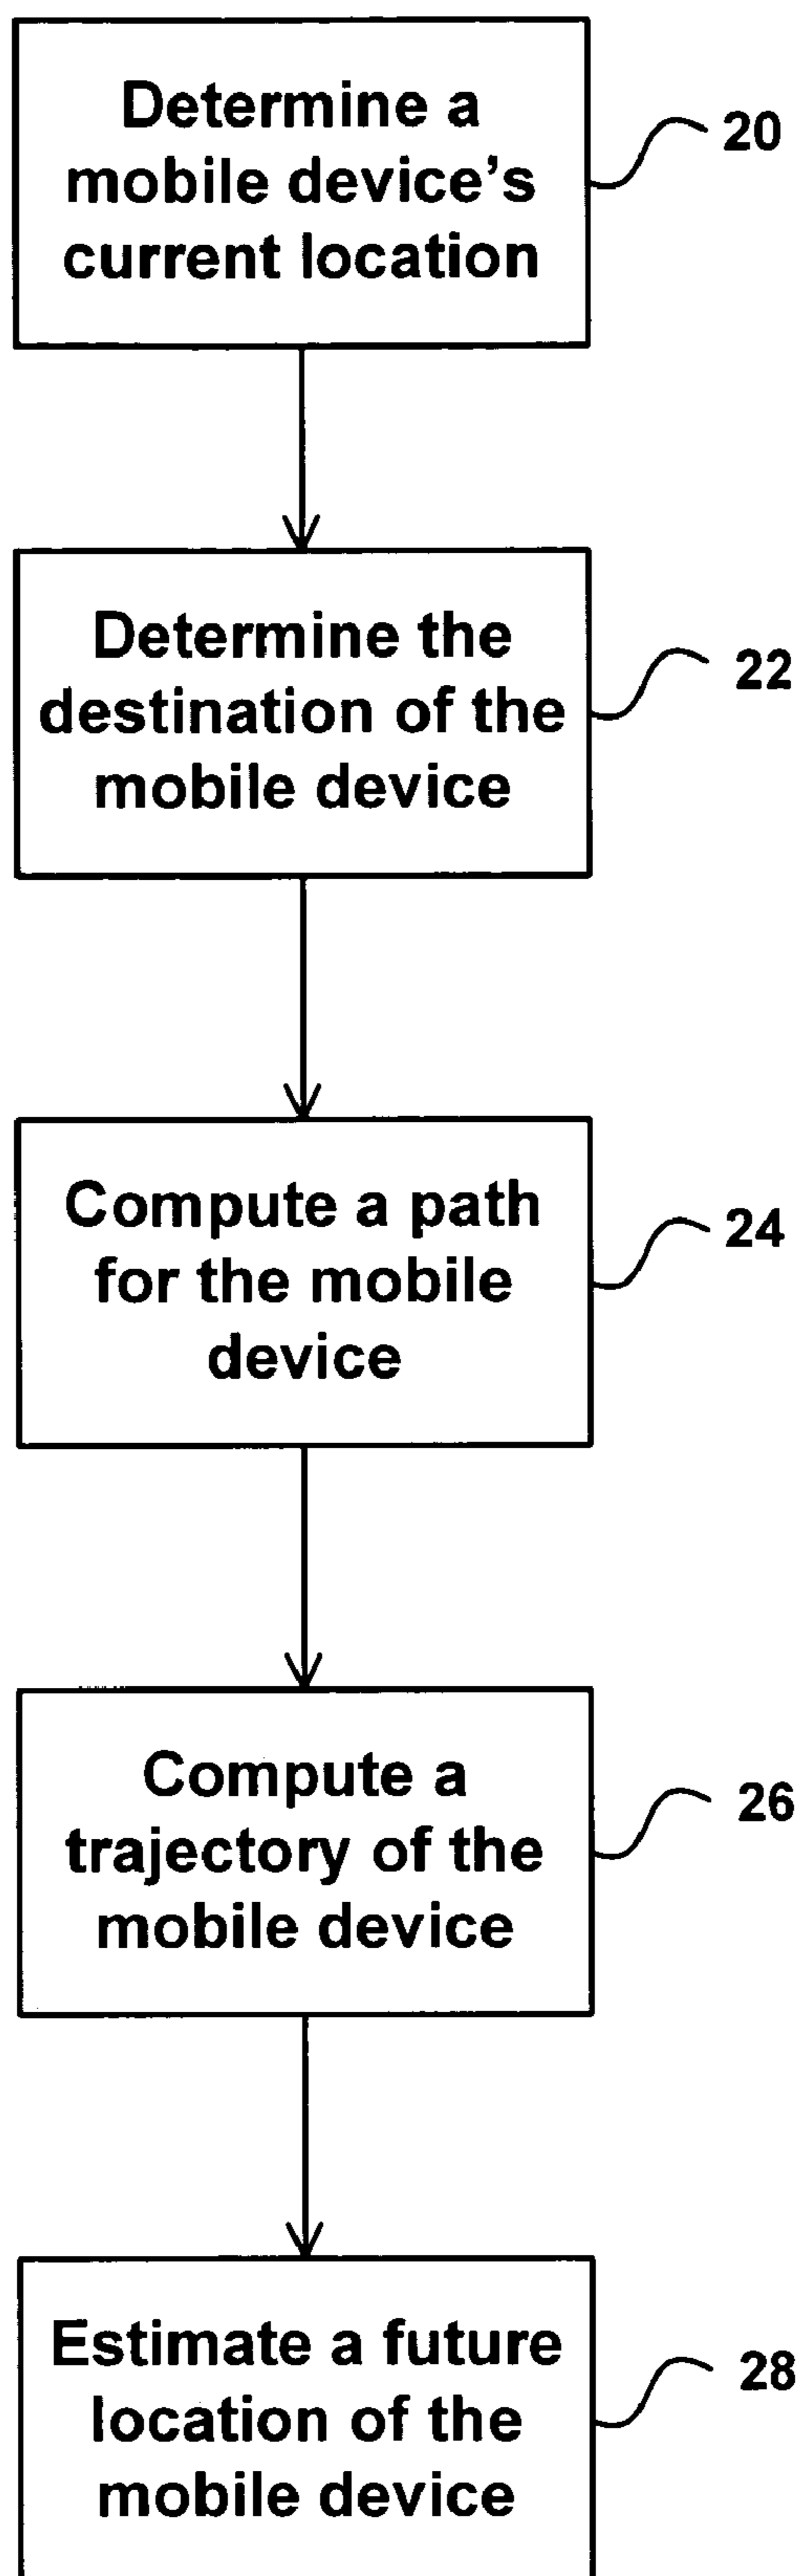 Determine a
mobile device's
current location
20
Determine the
destination of the
mobile device
22
Compute a path
for the mobile
device
24
Compute a
trajectory of the
mobile device
26
Estimate a future
location of the
mobile device
28